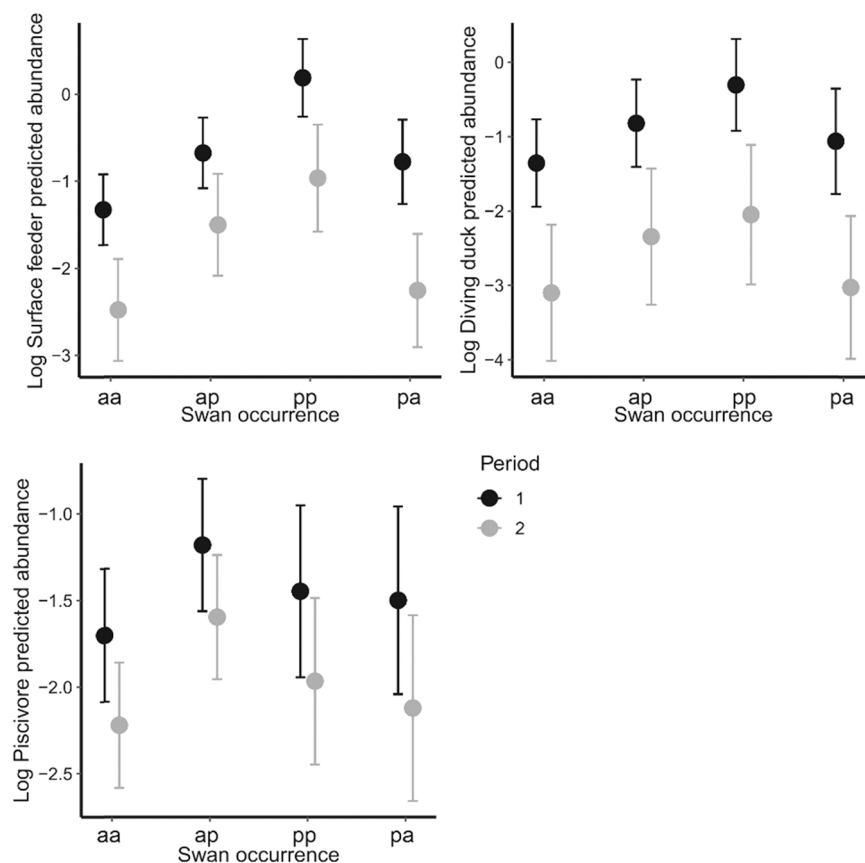 Log Surface feeder predicted abundance
0
−1
−2
−3
aa ap pp pa
Swan occurrence
Log Diving duck predicted abundance
0
−1
−2
−3
−4
aa ap pp pa
Swan occurrence
Log Piscivore predicted abundance
−1.0
−1.5
−2.0
−2.5
aa ap pp pa
Swan occurrence
Period
1
2